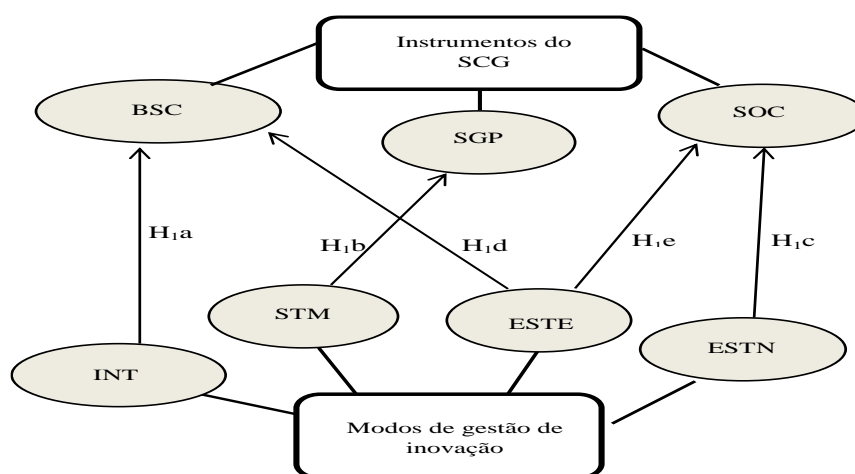 Instrumentos do
SCG
BSC
SOC
SGP
H₁a
H₁b
H₁d
H₁e
H₁c
STM
ESTE
ESTN
INT
Modos de gestão de
inovação